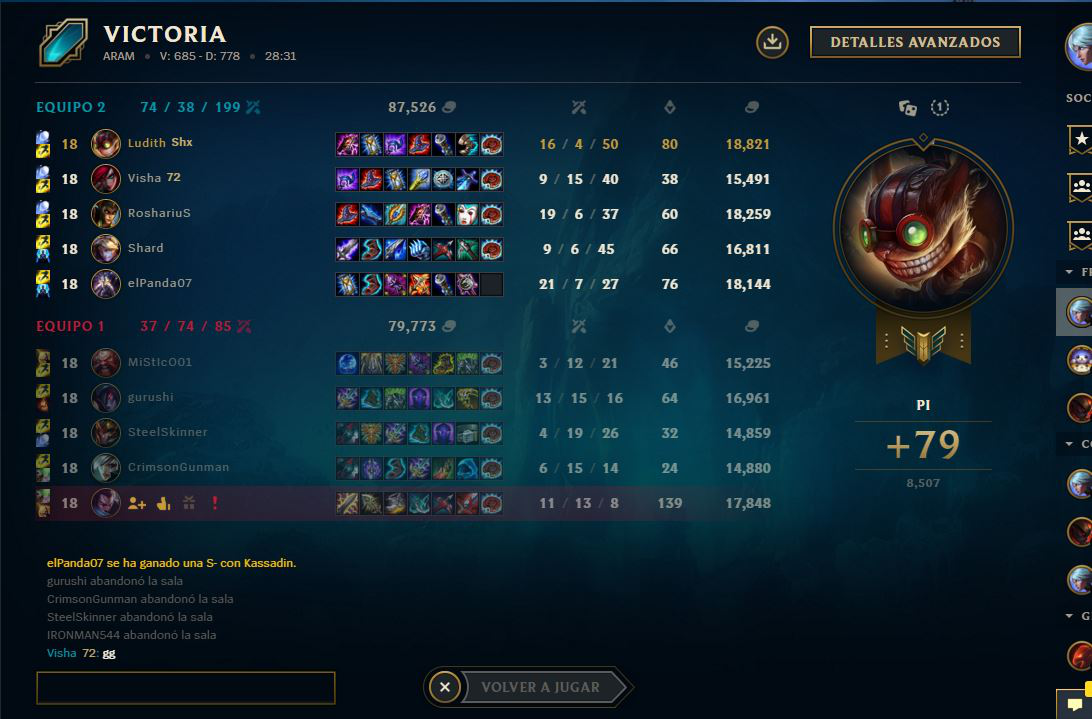 VICTORIA
ARAM • V: 685 - D: 778 • 28:31
DETALLES AVANZADOS
EQUIPO 2 74 / 38 / 199 87,526
18 Ludith Shx 16 / 4 / 50 80 18,821
18 Visha 72 9 / 15 / 40 38 15,491
18 RoshariuS 19 / 6 / 37 60 18,259
18 Shard 9 / 6 / 45 66 16,811
18 elPanda07 21 / 7 / 27 76 18,144
EQUIPO 1 37 / 74 / 85 79,773
18 MiStIcO01 3 / 12 / 21 46 15,225
18 gurushi 13 / 15 / 16 64 16,961
18 SteelSkinner 4 / 19 / 26 32 14,859
18 CrimsonGunman 6 / 15 / 14 24 14,880
18 11 / 13 / 8 139 17,848
(1)
PI
+79
8,507
SOC
FI
CO
G
elPanda07 se ha ganado una S- con Kassadin.
gurushi abandonó la sala
CrimsonGunman abandonó la sala
SteelSkinner abandonó la sala
IRONMAN544 abandonó la sala
Visha 72: gg
VOLVER A JUGAR